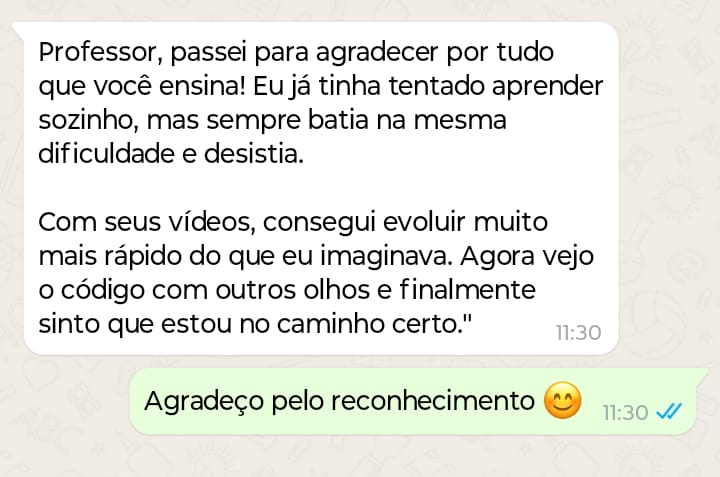 Professor, passei para agradecer por tudo
que você ensina! Eu já tinha tentado aprender
sozinho, mas sempre batia na mesma
dificuldade e desistia.
Com seus vídeos, consegui evoluir muito
mais rápido do que eu imaginava. Agora vejo
o código com outros olhos e finalmente
sinto que estou no caminho certo."
11:30
Agradeço pelo reconhecimento 😊 11:30